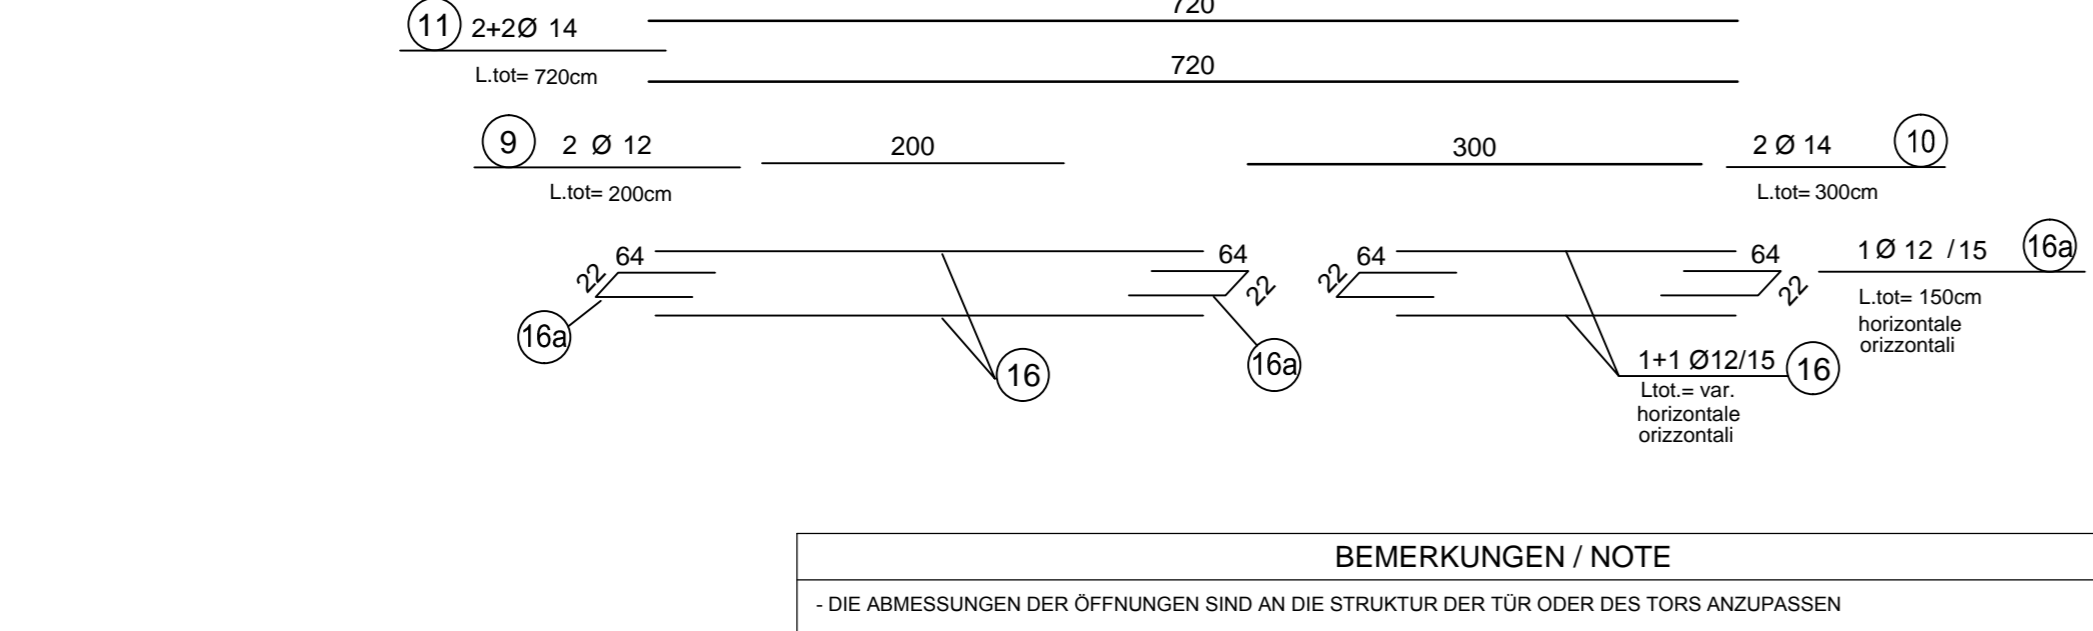 720
11 2+2Ø 14
L.tot= 720cm
720
9 2 Ø 12
200
300
2 Ø 14 10
L.tot= 200cm
L.tot= 300cm
64
22
64
22
64
22
64
22
1 Ø 12 /15 16a
L.tot= 150cm
horizontale
orizzontali
16a
16
16a
1+1 Ø12/15 16
Ltot.= var.
horizontale
orizzontali
BEMERKUNGEN / NOTE
- DIE ABMESSUNGEN DER ÖFFNUNGEN SIND AN DIE STRUKTUR DER TÜR ODER DES TORS ANZUPASSEN